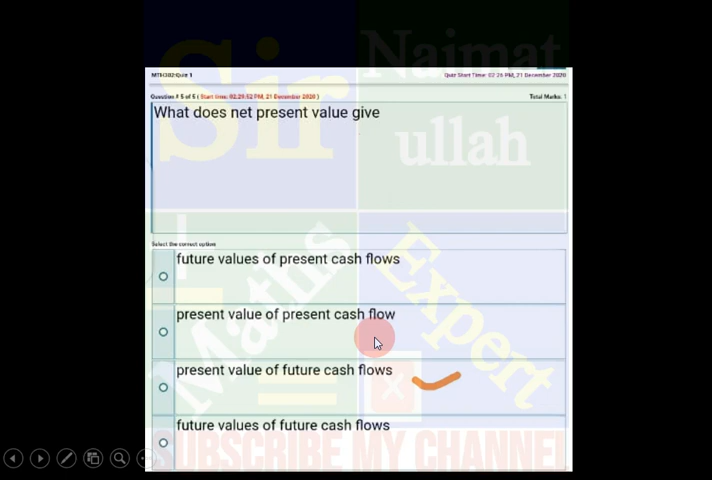 Sir
Naimat
ullah
MTH302:Quiz 1
Quiz Start Time: 02:26 PM, 21 December 2020
Question # 5 of 5 ( Start time: 02:29:52 PM, 21 December 2020 )
Total Marks: 1
What does net present value give
Select the correct option
future values of present cash flows
present value of present cash flow
present value of future cash flows
future values of future cash flows
Maths
Expert
SUBSCRIBE MY CHANNEL